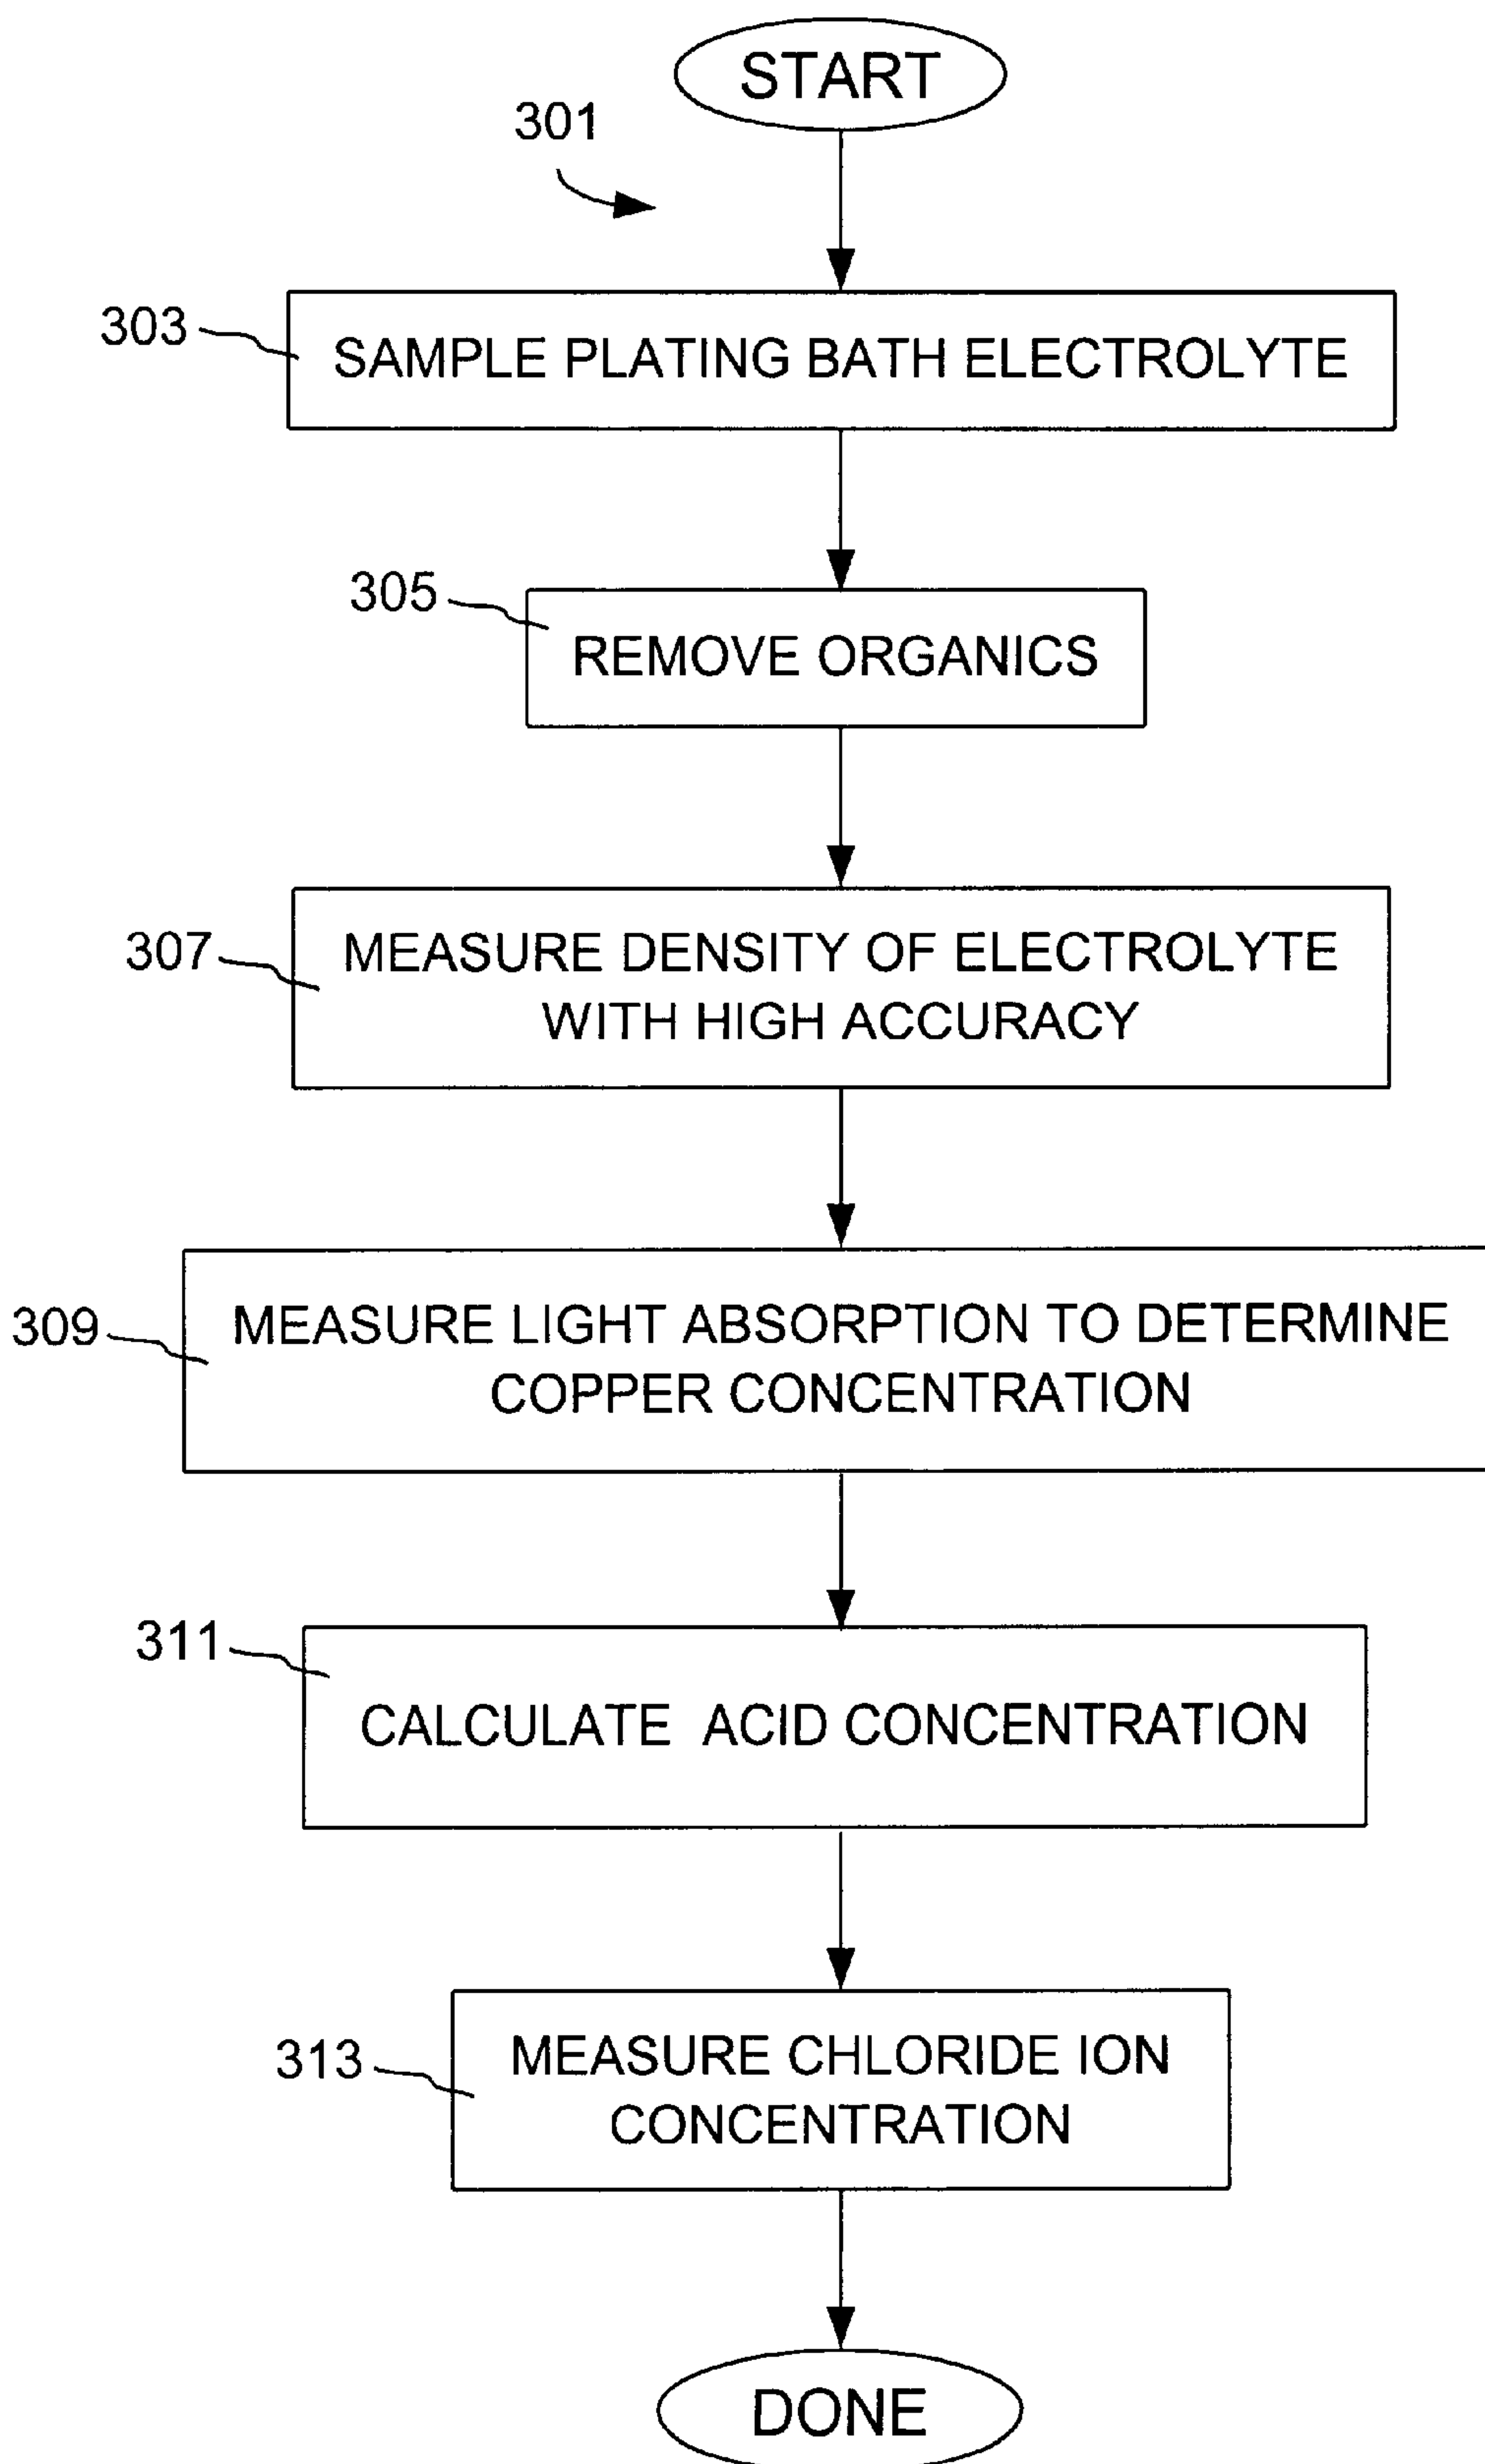 START
301
303
SAMPLE PLATING BATH ELECTROLYTE
305
REMOVE ORGANICS
307
MEASURE DENSITY OF ELECTROLYTE
WITH HIGH ACCURACY
309
MEASURE LIGHT ABSORPTION TO DETERMINE
COPPER CONCENTRATION
311
CALCULATE ACID CONCENTRATION
313
MEASURE CHLORIDE ION
CONCENTRATION
DONE